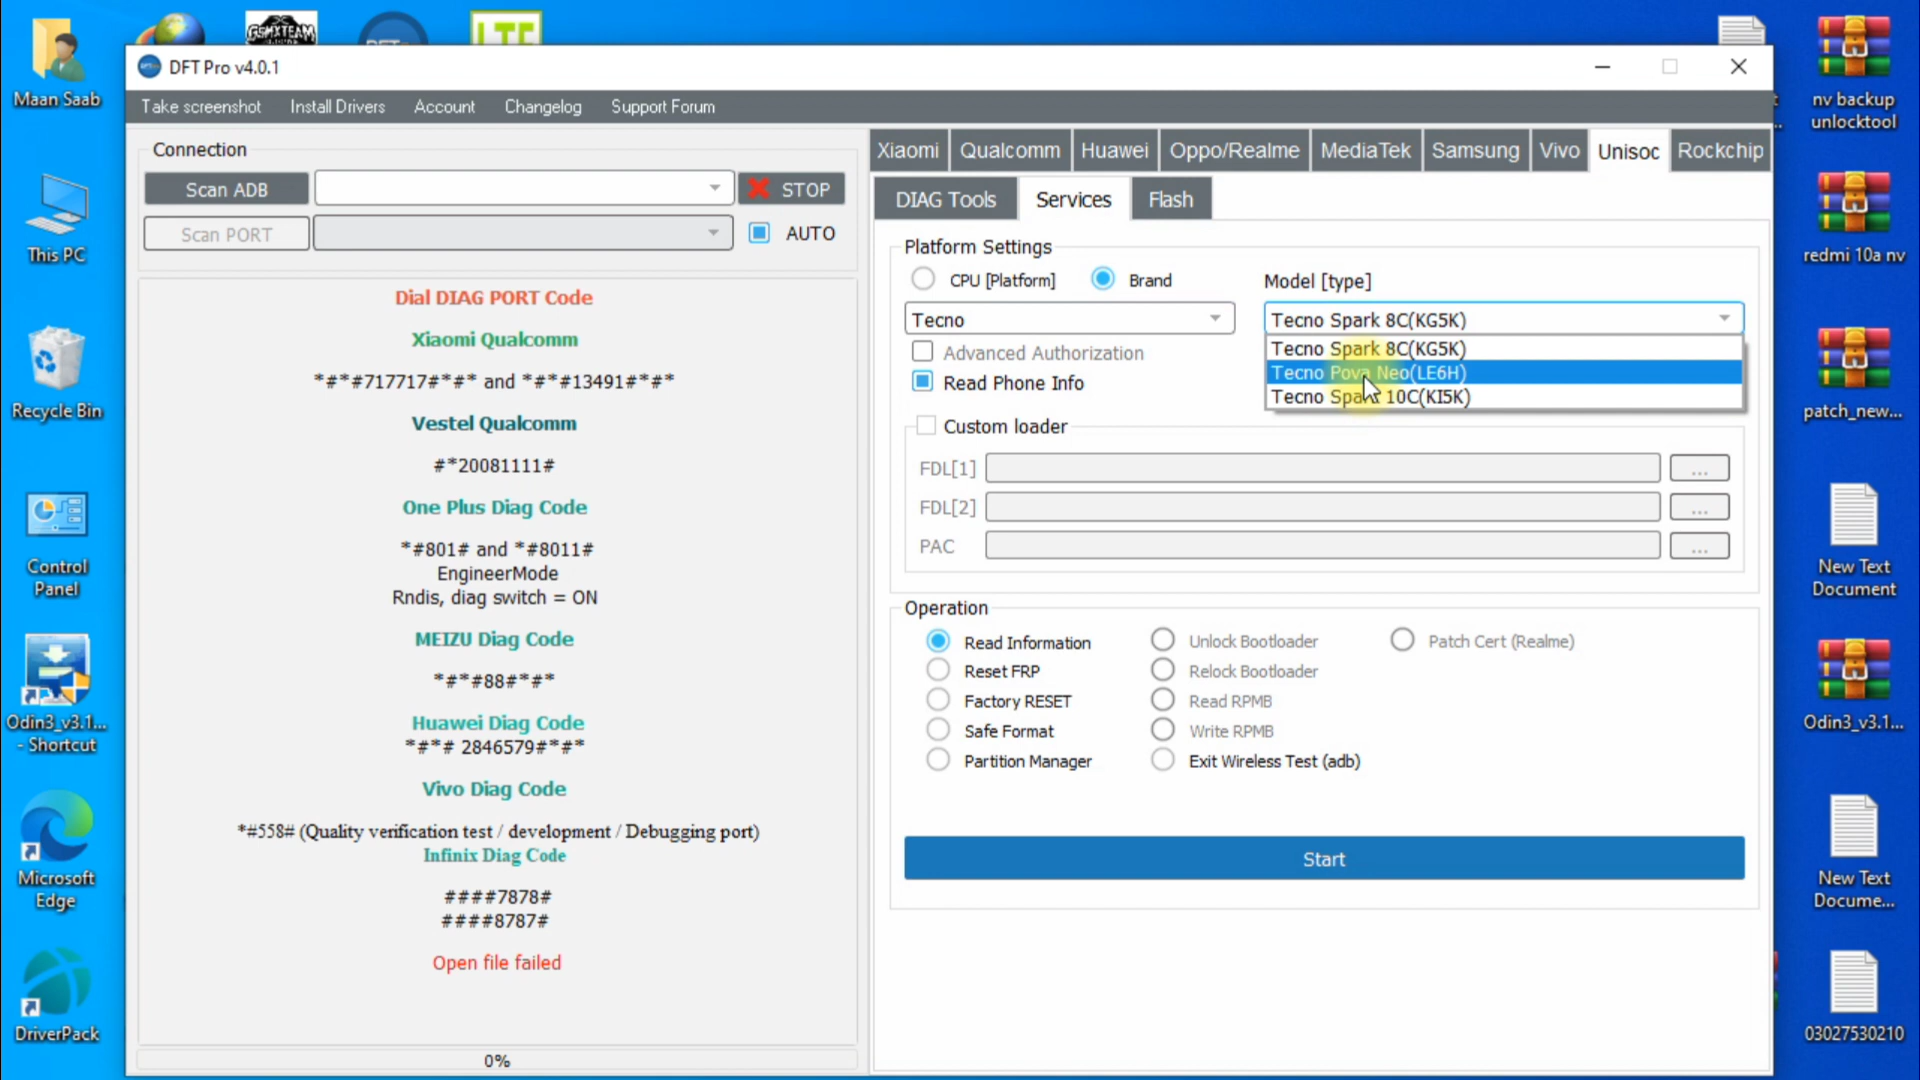 Maan Saab
This PC
Recycle Bin
Control
Panel
Odin3_v3.1...
- Shortcut
Microsoft
Edge
DriverPack
GSMXTEAM
LTE
DFT Pro v4.0.1
Take screenshot Install Drivers Account Changelog Support Forum
Connection
Scan ADB
STOP
Scan PORT
AUTO
Dial DIAG PORT Code
Xiaomi Qualcomm
*#*#717717#*#* and *#*#13491#*#*
Vestel Qualcomm
#*20081111#
One Plus Diag Code
*#801# and *#8011#
EngineerMode
Rndis, diag switch = ON
MEIZU Diag Code
*#*#88#*#*
Huawei Diag Code
*#*# 2846579#*#*
Vivo Diag Code
*#558# (Quality verification test / development / Debugging port)
Infinix Diag Code
####7878#
####8787#
Open file failed
0%
Xiaomi Qualcomm Huawei Oppo/Realme MediaTek Samsung Vivo Unisoc Rockchip
DIAG Tools Services Flash
Platform Settings
CPU [Platform] Brand
Model [type]
Tecno
Tecno Spark 8C(KG5K)
Tecno Spark 8C(KG5K)
Tecno Pova Neo(LE6H)
Tecno Spark 10C(KI5K)
Advanced Authorization
Read Phone Info
Custom loader
FDL[1] ...
FDL[2] ...
PAC ...
Operation
Read Information Unlock Bootloader Patch Cert (Realme)
Reset FRP Relock Bootloader
Factory RESET Read RPMB
Safe Format Write RPMB
Partition Manager Exit Wireless Test (adb)
Start
nv backup
unlocktool
redmi 10a nv
patch_new...
New Text
Document
Odin3_v3.1...
New Text
Docume...
03027530210